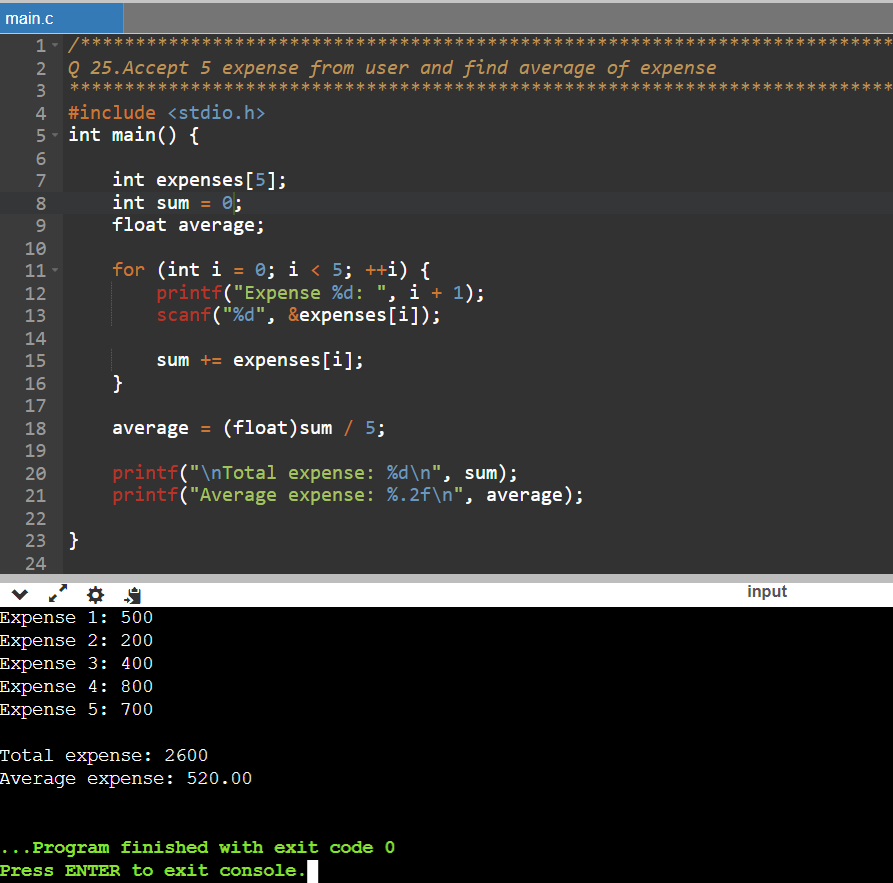 main.c
1 /**************************************************************************
2 Q 25.Accept 5 expense from user and find average of expense
3 ***************************************************************************
4 #include <stdio.h>
5 int main() {
6
7     int expenses[5];
8     int sum = 0;
9     float average;
10
11     for (int i = 0; i < 5; ++i) {
12         printf("Expense %d: ", i + 1);
13         scanf("%d", &expenses[i]);
14
15         sum += expenses[i];
16     }
17
18     average = (float)sum / 5;
19
20     printf("\nTotal expense: %d\n", sum);
21     printf("Average expense: %.2f\n", average);
22
23 }
24
input
Expense 1: 500
Expense 2: 200
Expense 3: 400
Expense 4: 800
Expense 5: 700
Total expense: 2600
Average expense: 520.00
...Program finished with exit code 0
Press ENTER to exit console.